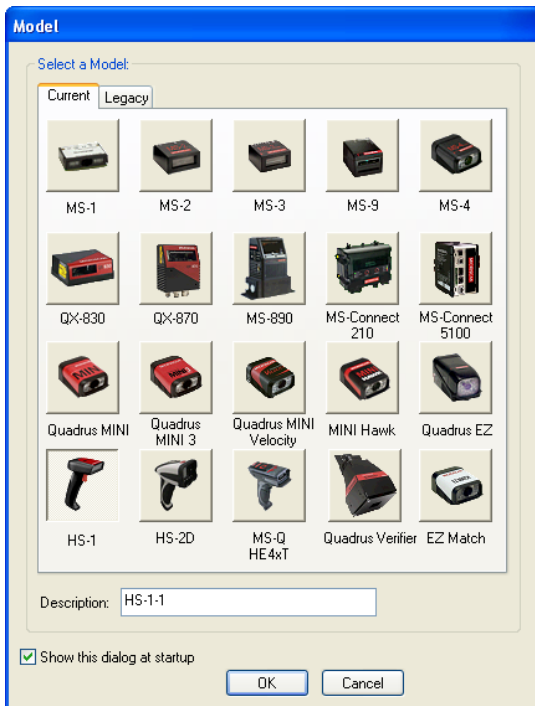 Model
Select a Model:
Current Legacy
MS-1 MS-2 MS-3 MS-9 MS-4
QX-830 QX-870 MS-890 MS-Connect 210 MS-Connect 5100
Quadrus MINI Quadrus MINI 3 Quadrus MINI Velocity MINI Hawk Quadrus EZ
HS-1 HS-2D MS-Q HE4xT Quadrus Verifier EZ Match
Description: HS-1-1
Show this dialog at startup
OK Cancel